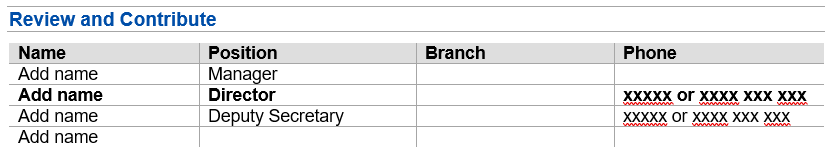 Review and Contribute
Name Position Branch Phone
Add name Manager
Add name Director xxxxx or xxxx xxx xxx
Add name Deputy Secretary xxxxx or xxxx xxx xxx
Add name